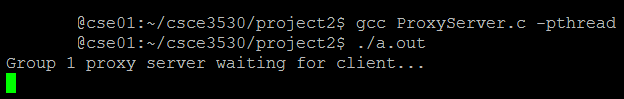 @cse01:~/csce3530/project2$ gcc ProxyServer.c -pthread
@cse01:~/csce3530/project2$ ./a.out
Group 1 proxy server waiting for client...